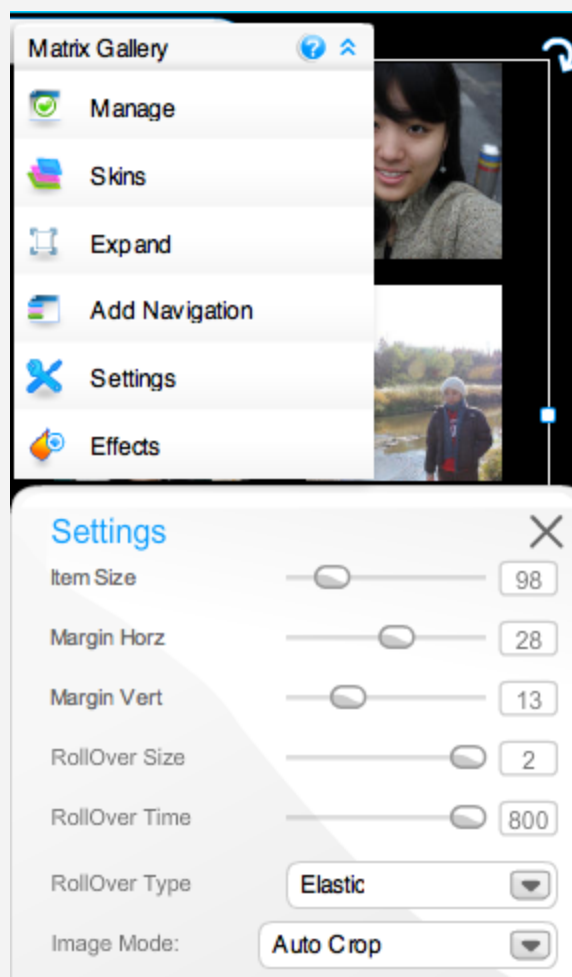 Matrix Gallery
Manage
Skins
Expand
Add Navigation
Settings
Effects
Settings
Item Size 98
Margin Horz 28
Margin Vert 13
RollOver Size 2
RollOver Time 800
RollOver Type Elastic
Image Mode: Auto Crop